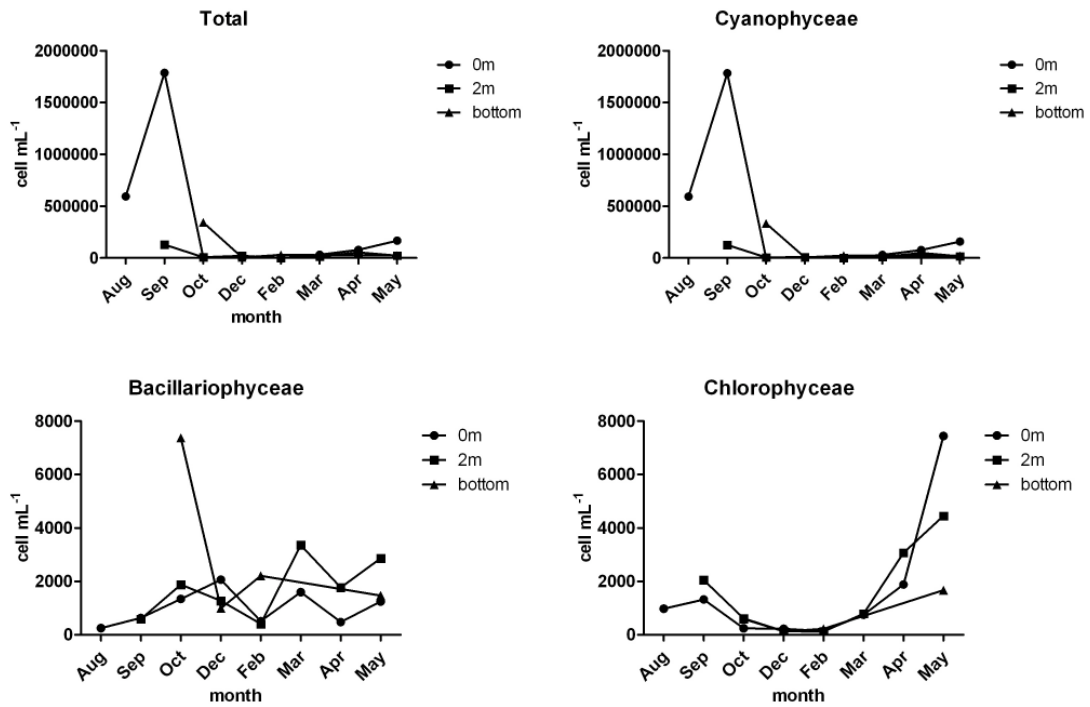 Total
2000000
1500000
1000000
500000
0
cell mL-1
Aug Sep Oct Dec Feb Mar Apr May
month
0m
2m
bottom
Cyanophyceae
2000000
1500000
1000000
500000
0
cell mL-1
Aug Sep Oct Dec Feb Mar Apr May
0m
2m
bottom
Bacillariophyceae
8000
6000
4000
2000
0
cell mL-1
Aug Sep Oct Dec Feb Mar Apr May
month
0m
2m
bottom
Chlorophyceae
8000
6000
4000
2000
0
cell mL-1
Aug Sep Oct Dec Feb Mar Apr May
month
0m
2m
bottom